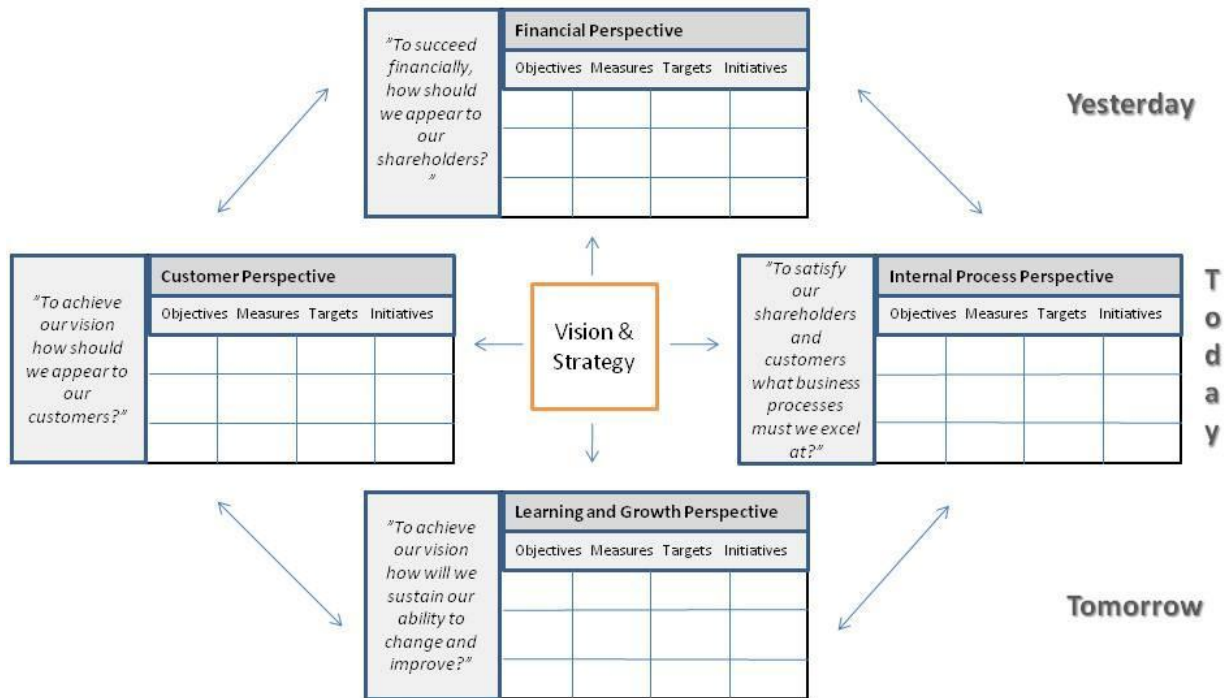 "To succeed
financially,
how should
we appear to
our
shareholders?
"
Financial Perspective
Objectives Measures Targets Initiatives
Yesterday
"To achieve
our vision
how should
we appear to
our
customers?"
Customer Perspective
Objectives Measures Targets Initiatives
Vision &
Strategy
"To satisfy
our
shareholders
and
customers
what business
processes
must we excel
at?"
Internal Process Perspective
Objectives Measures Targets Initiatives
Today
"To achieve
our vision
how will we
sustain our
ability to
change and
improve?"
Learning and Growth Perspective
Objectives Measures Targets Initiatives
Tomorrow